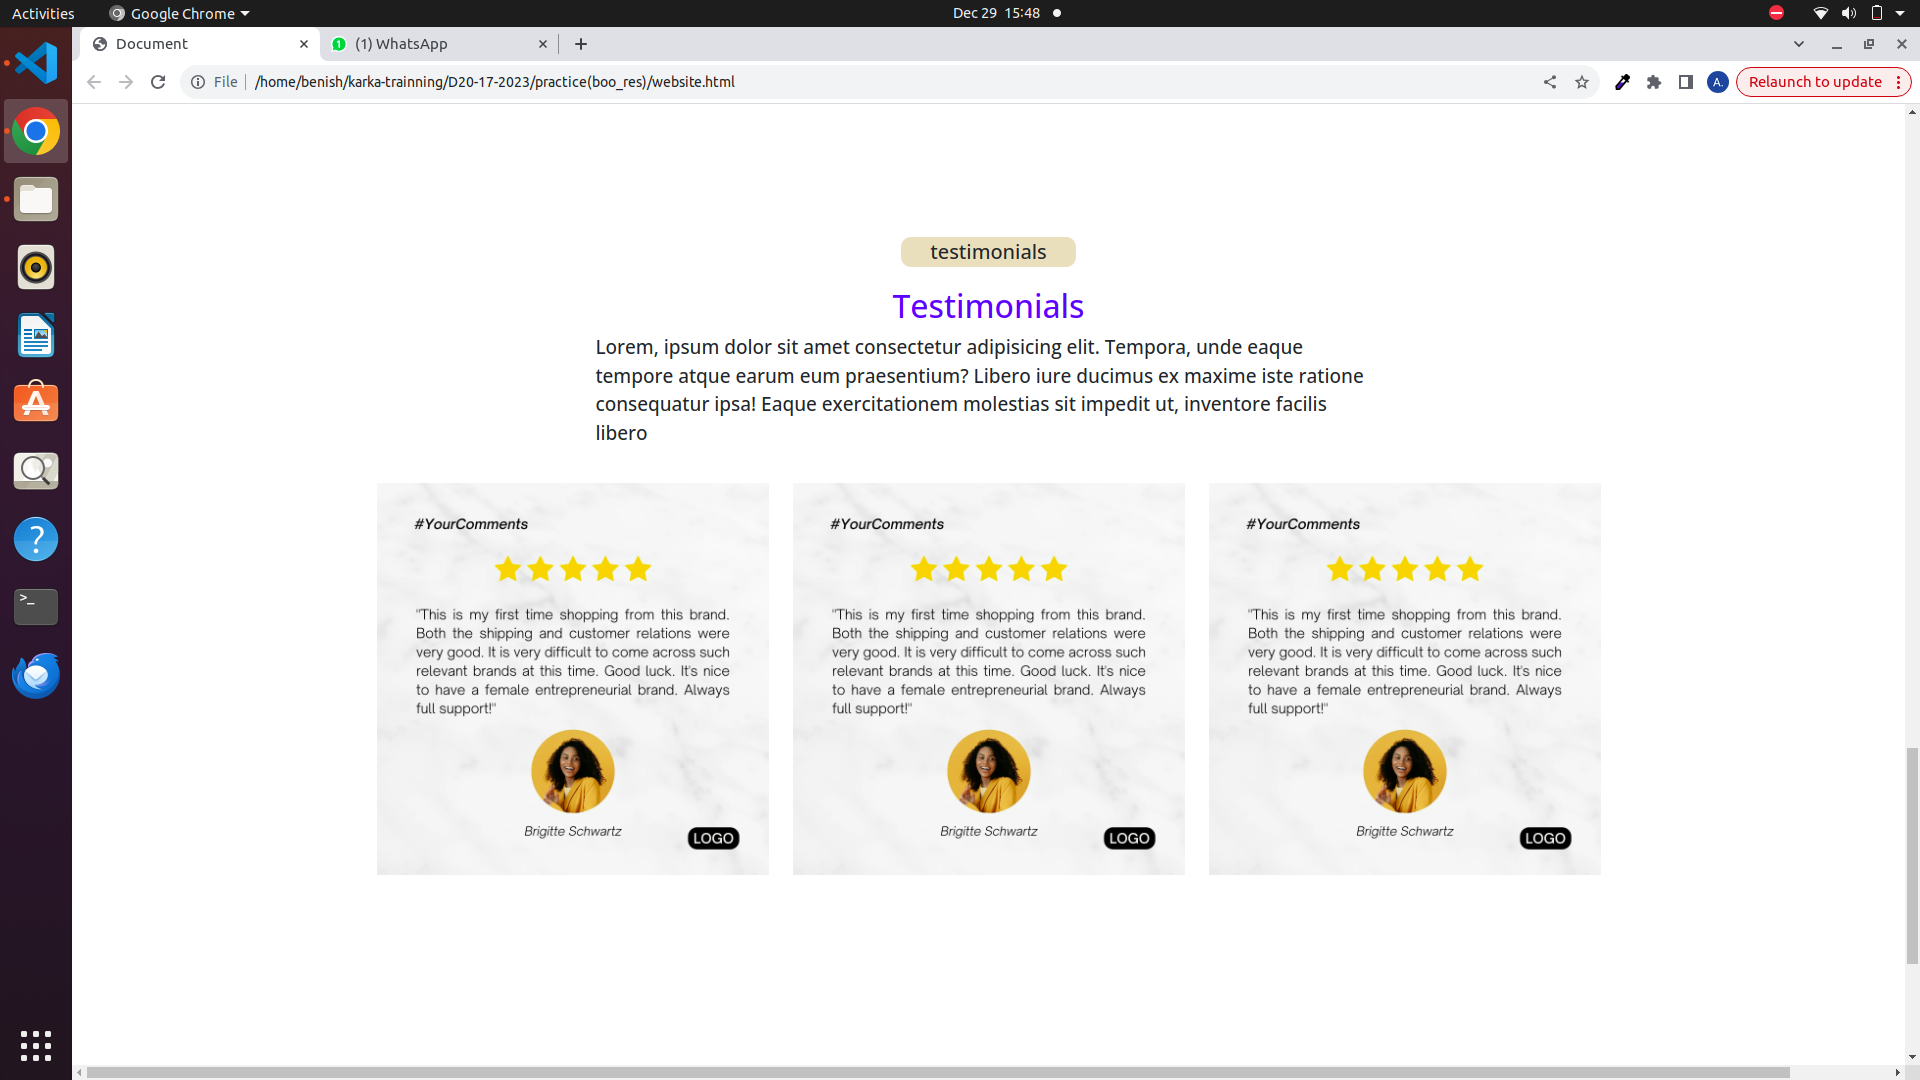 Activities
Google Chrome
Dec 29 15:48
Document
(1) WhatsApp
File
/home/benish/karka-trainning/D20-17-2023/practice(boo_res)/website.html
A.
Relaunch to update
testimonials
Testimonials
Lorem, ipsum dolor sit amet consectetur adipisicing elit. Tempora, unde eaque
tempore atque earum eum praesentium? Libero iure ducimus ex maxime iste ratione
consequatur ipsa! Eaque exercitationem molestias sit impedit ut, inventore facilis
libero
#YourComments
"This is my first time shopping from this brand.
Both the shipping and customer relations were
very good. It is very difficult to come across such
relevant brands at this time. Good luck. It's nice
to have a female entrepreneurial brand. Always
full support!"
Brigitte Schwartz
LOGO
#YourComments
"This is my first time shopping from this brand.
Both the shipping and customer relations were
very good. It is very difficult to come across such
relevant brands at this time. Good luck. It's nice
to have a female entrepreneurial brand. Always
full support!"
Brigitte Schwartz
LOGO
#YourComments
"This is my first time shopping from this brand.
Both the shipping and customer relations were
very good. It is very difficult to come across such
relevant brands at this time. Good luck. It's nice
to have a female entrepreneurial brand. Always
full support!"
Brigitte Schwartz
LOGO